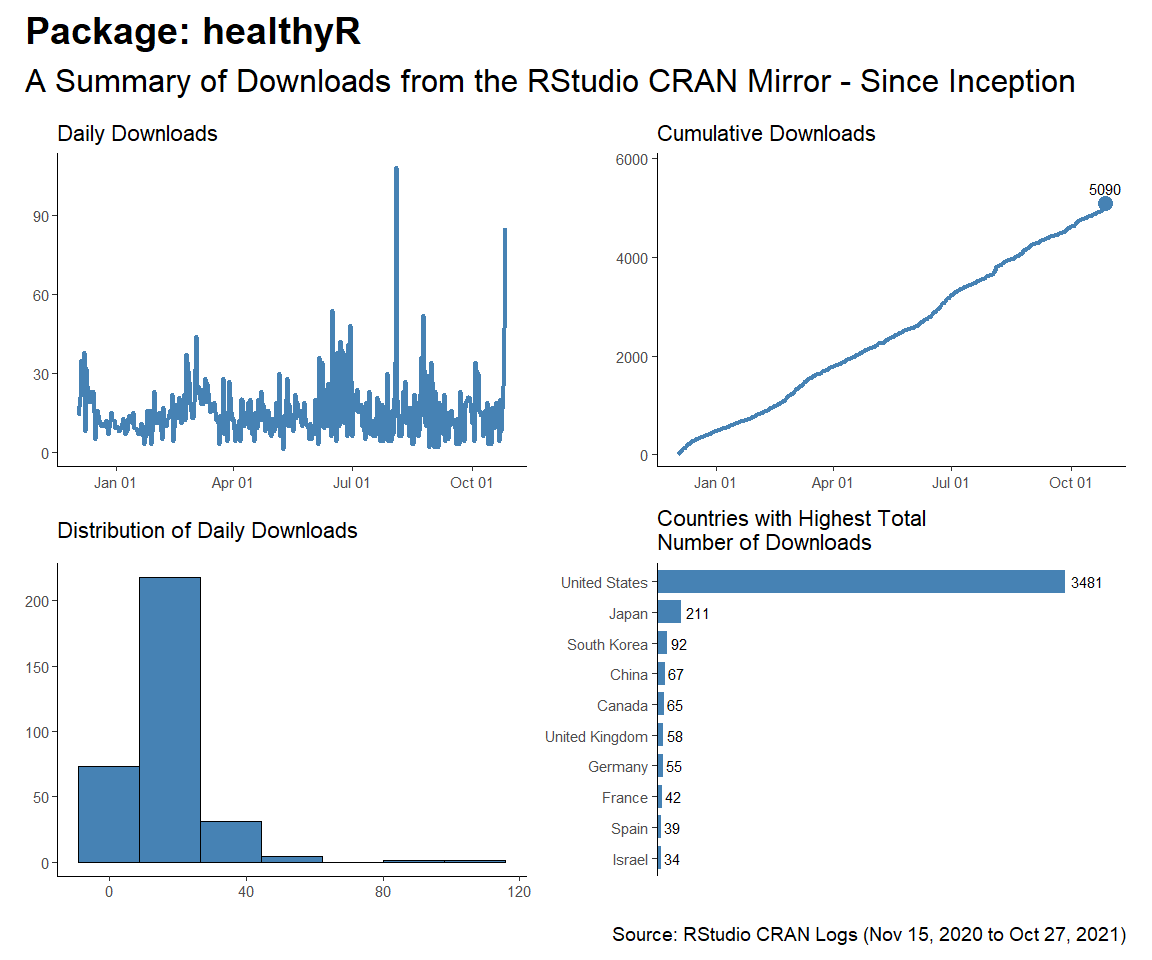 Package: healthyR
A Summary of Downloads from the RStudio CRAN Mirror - Since Inception
Daily Downloads
90
60
30
0
Jan 01 Apr 01 Jul 01 Oct 01
Cumulative Downloads
6000
4000
2000
0
5090
Jan 01 Apr 01 Jul 01 Oct 01
Distribution of Daily Downloads
200
150
100
50
0
0 40 80 120
Countries with Highest Total
Number of Downloads
United States 3481
Japan 211
South Korea 92
China 67
Canada 65
United Kingdom 58
Germany 55
France 42
Spain 39
Israel 34
Source: RStudio CRAN Logs (Nov 15, 2020 to Oct 27, 2021)